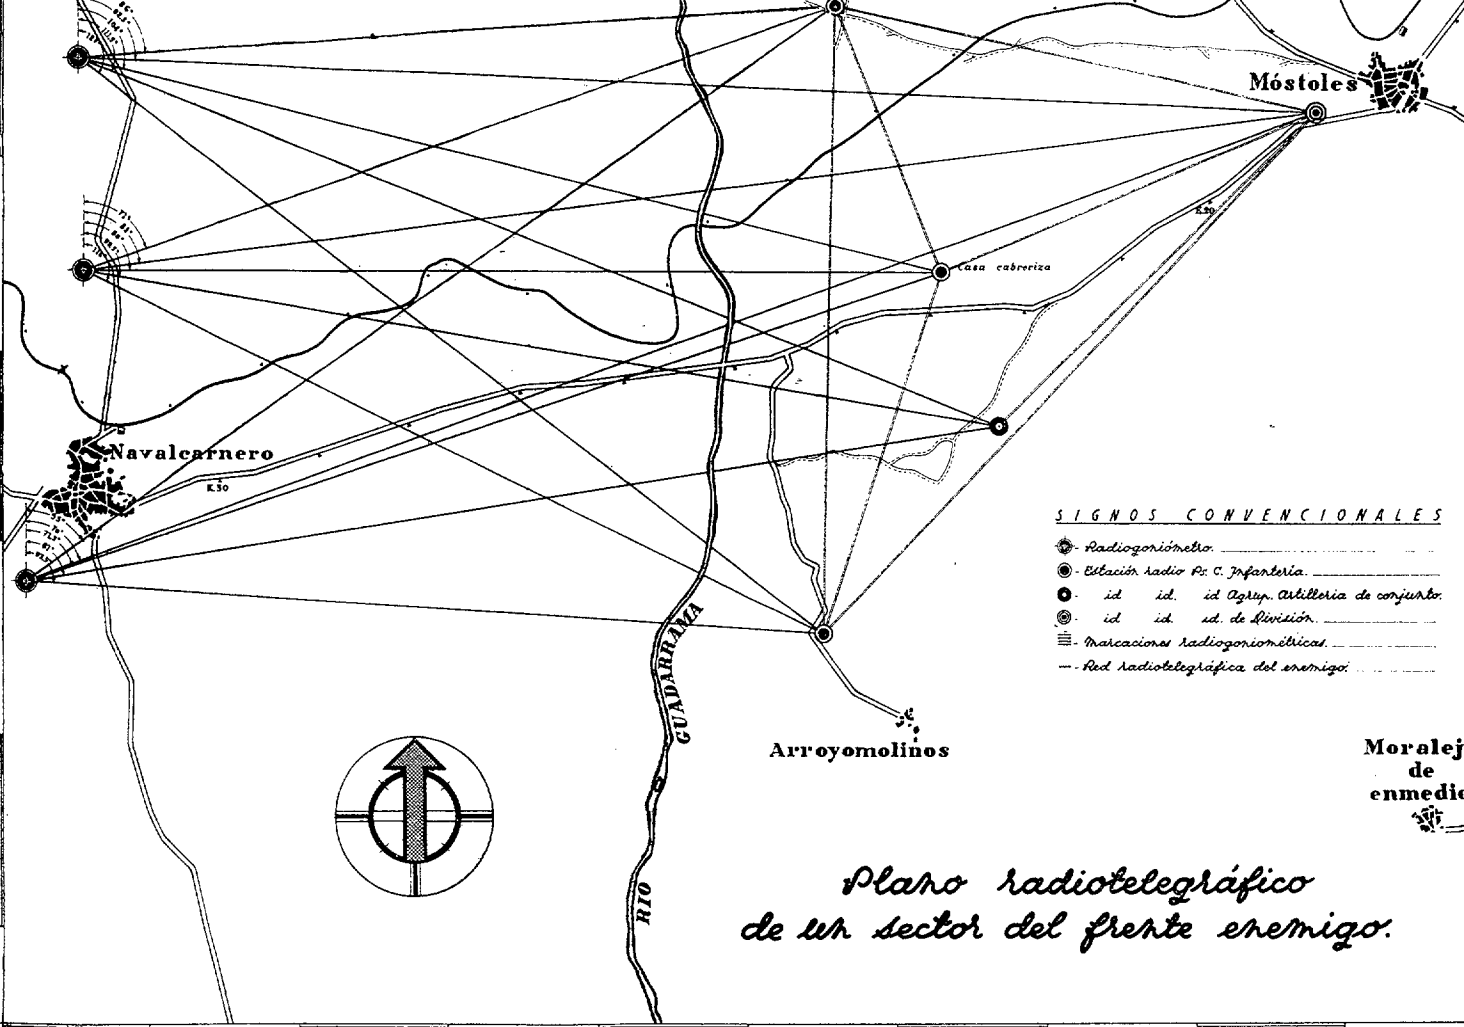 Móstoles
K.20
Casa cabreriza
Navalcarnero
K.30
SIGNOS CONVENCIONALES
- Radiogoniómetro.
- Estación radio Ps. C. Infantería.
- id id. id Agrup. Artillería de conjunto.
- id id. id. de División.
- Marcaciones radiogoniométricas.
- Red radiotelegráfica del enemigo.
GUADARRAMA
RIO
Arroyomolinos
Moralej
de
enmedio
Plano radiotelegráfico
de un sector del frente enemigo.